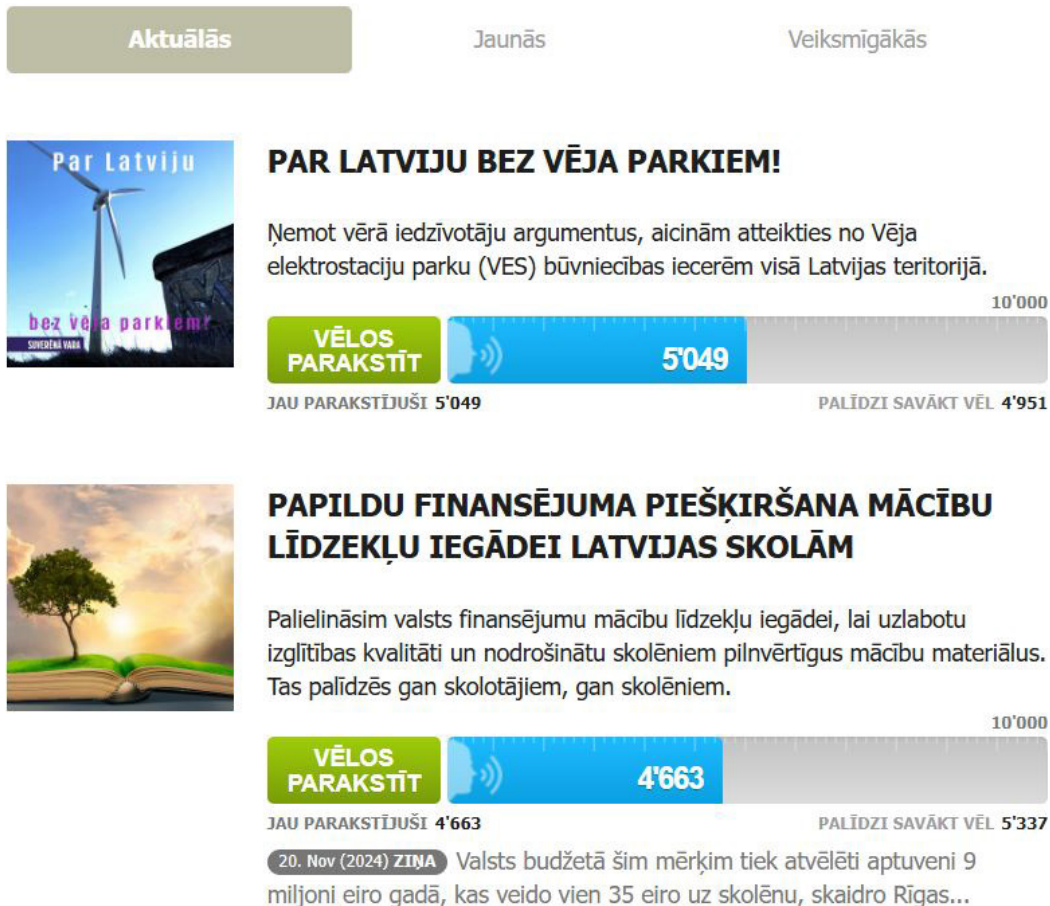 Aktuālās
Jaunās
Veiksmīgākās
Par Latviju
bez vēja parkiem!
SUVERĒNĀ VARA
PAR LATVIJU BEZ VĒJA PARKIEM!
Ņemot vērā iedzīvotāju argumentus, aicinām atteikties no Vēja
elektrostaciju parku (VES) būvniecības iecerēm visā Latvijas teritorijā.
10'000
VĒLOS
PARAKSTĪT
5'049
JAU PARAKSTĪJUŠI 5'049
PALĪDZI SAVĀKT VĒL 4'951
PAPILDU FINANSĒJUMA PIEŠĶIRŠANA MĀCĪBU
LĪDZEKĻU IEGĀDEI LATVIJAS SKOLĀM
Palielināsim valsts finansējumu mācību līdzekļu iegādei, lai uzlabotu
izglītības kvalitāti un nodrošinātu skolēniem pilnvērtīgus mācību materiālus.
Tas palīdzēs gan skolotājiem, gan skolēniem.
10'000
VĒLOS
PARAKSTĪT
4'663
JAU PARAKSTĪJUŠI 4'663
PALĪDZI SAVĀKT VĒL 5'337
20. Nov (2024) ZIŅA Valsts budžetā šim mērķim tiek atvēlēti aptuveni 9
miljoni eiro gadā, kas veido vien 35 eiro uz skolēnu, skaidro Rīgas...